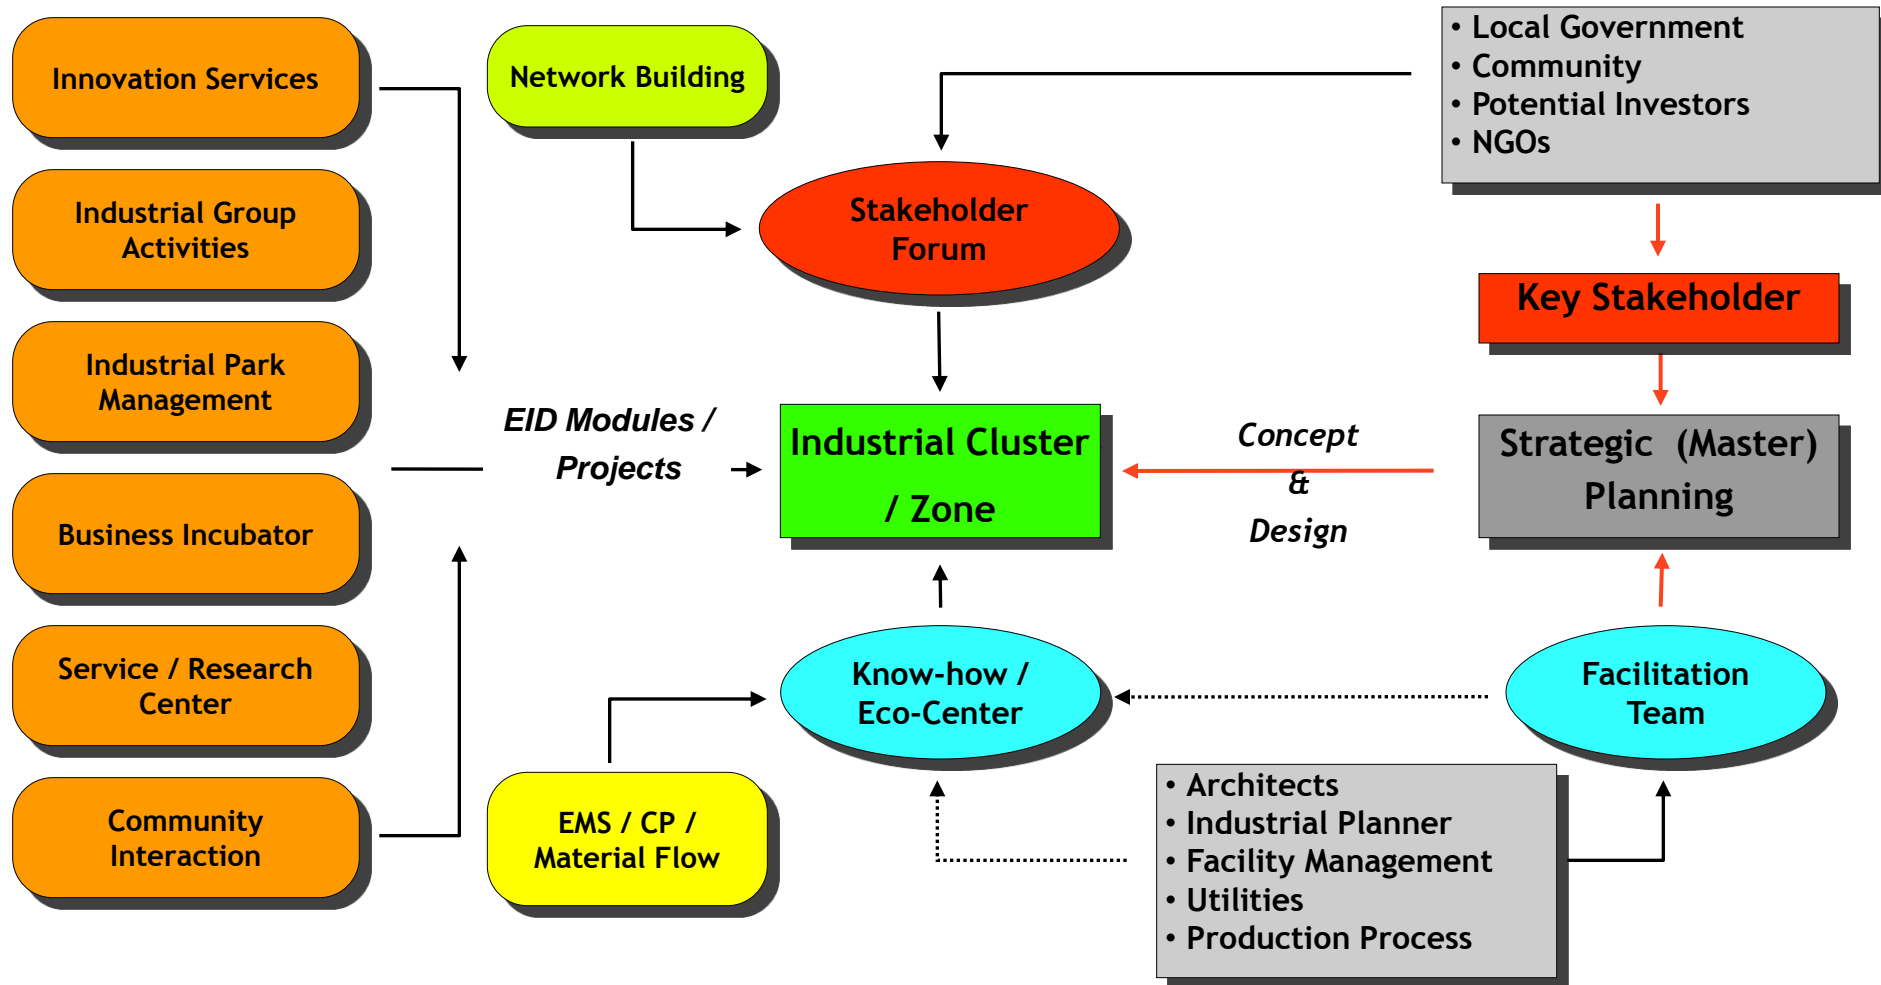 Innovation Services
Industrial Group
Activities
Industrial Park
Management
Business Incubator
Service / Research
Center
Community
Interaction
Network Building
EID Modules /
Projects
EMS / CP /
Material Flow
Stakeholder
Forum
Industrial Cluster
/ Zone
Know-how /
Eco-Center
Concept
&
Design
• Local Government
• Community
• Potential Investors
• NGOs
Key Stakeholder
Strategic (Master)
Planning
Facilitation
Team
• Architects
• Industrial Planner
• Facility Management
• Utilities
• Production Process